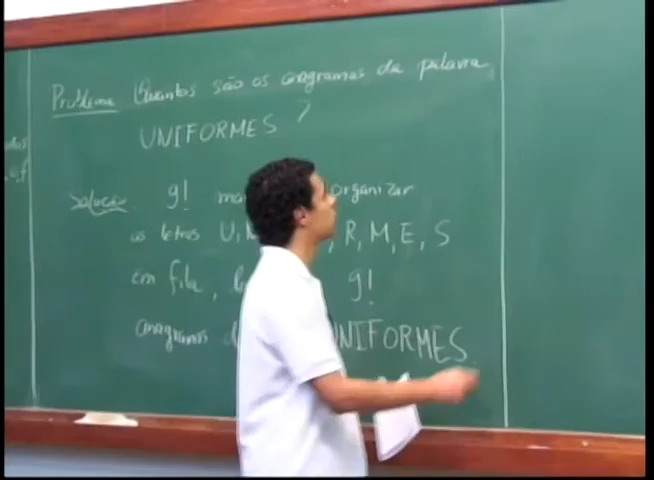 Problema Quantos são os anagramas da palavra
UNIFORMES ?
Solução. 9! organizar
as letras U, R, M, E, S
em fila, 9!
anagramas UNIFORMES.